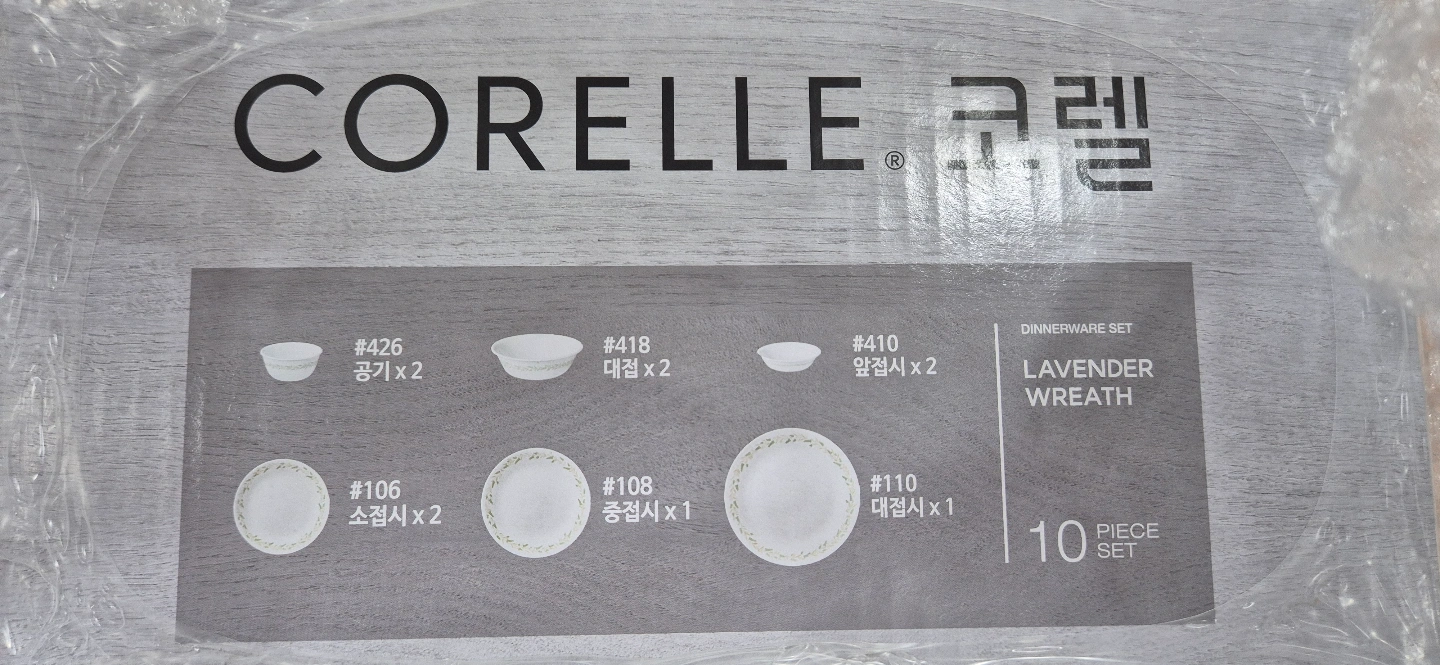 CORELLE® 코렐
#426
공기 x 2
#418
대접 x 2
#410
앞접시 x 2
#106
소접시 x 2
#108
중접시 x 1
#110
대접시 x 1
DINNERWARE SET
LAVENDER
WREATH
10 PIECE
SET